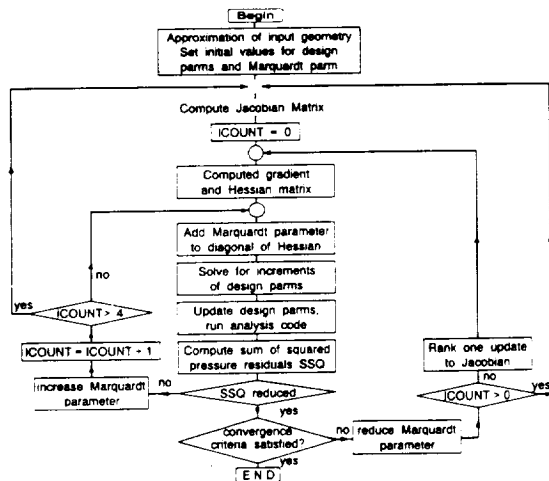 Begin
Approximation of input geometry
Set initial values for design
parms and Marquardt parm
Compute Jacobian Matrix
ICOUNT = 0
Computed gradient
and Hessian matrix
Add Marquardt parameter
to diagonal of Hessian
no
Solve for increments
of design parms
yes
ICOUNT > 4
Update design parms,
run analysis code
ICOUNT = ICOUNT + 1
Compute sum of squared
pressure residuals SSQ
Rank one update
to Jacobian
increase Marquardt
parameter
no
SSQ reduced
no
ICOUNT > 0
yes
yes
convergence
criteria satisfied?
no
reduce Marquardt
parameter
yes
END